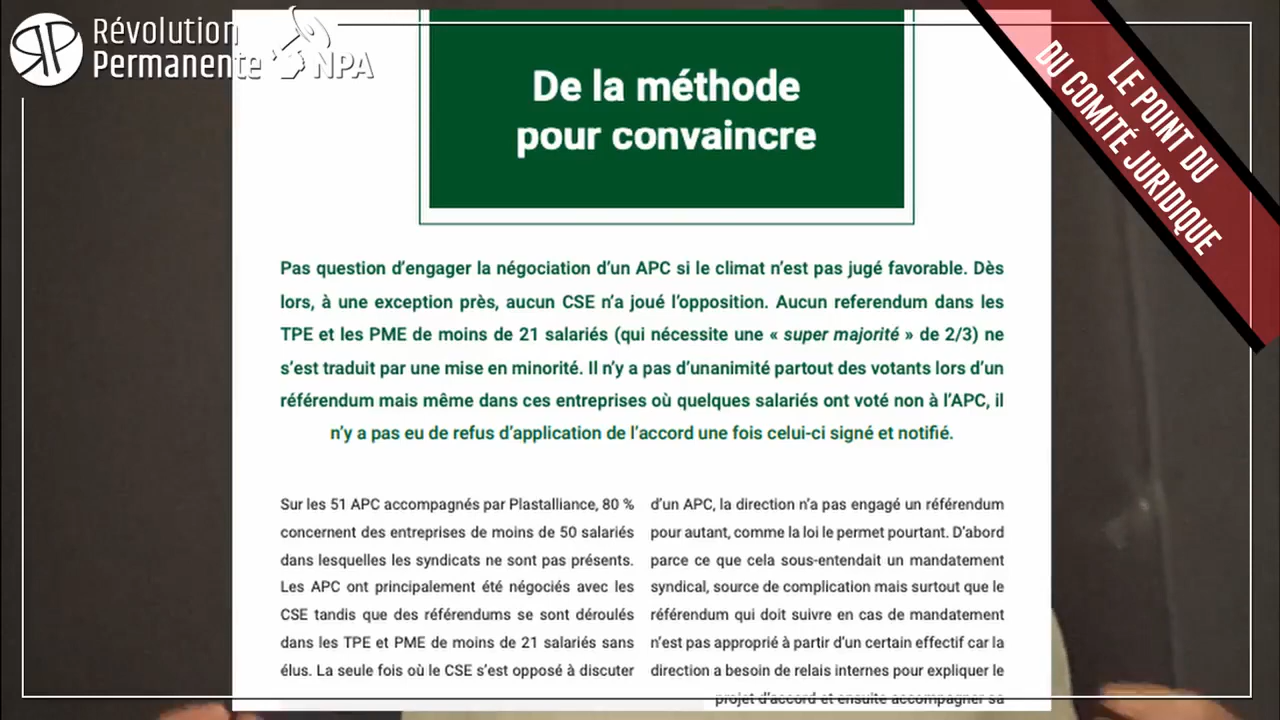 Révolution
Permanente
NPA
LE POINT DU
DU COMITÉ JURIDIQUE
De la méthode
pour convaincre
Pas question d'engager la négociation d'un APC si le climat n'est pas jugé favorable. Dès
lors, à une exception près, aucun CSE n'a joué l'opposition. Aucun referendum dans les
TPE et les PME de moins de 21 salariés (qui nécessite une « super majorité » de 2/3) ne
s'est traduit par une mise en minorité. Il n'y a pas d'unanimité partout des votants lors d'un
référendum mais même dans ces entreprises où quelques salariés ont voté non à l'APC, il
n'y a pas eu de refus d'application de l'accord une fois celui-ci signé et notifié.
Sur les 51 APC accompagnés par Plastalliance, 80 %
concernent des entreprises de moins de 50 salariés
dans lesquelles les syndicats ne sont pas présents.
Les APC ont principalement été négociés avec les
CSE tandis que des référendums se sont déroulés
dans les TPE et PME de moins de 21 salariés sans
élus. La seule fois où le CSE s'est opposé à discuter
d'un APC, la direction n'a pas engagé un référendum
pour autant, comme la loi le permet pourtant. D'abord
parce ce que cela sous-entendait un mandatement
syndical, source de complication mais surtout que le
référendum qui doit suivre en cas de mandatement
n'est pas approprié à partir d'un certain effectif car la
direction a besoin de relais internes pour expliquer le
projet d'accord et ensuite accompagner sa